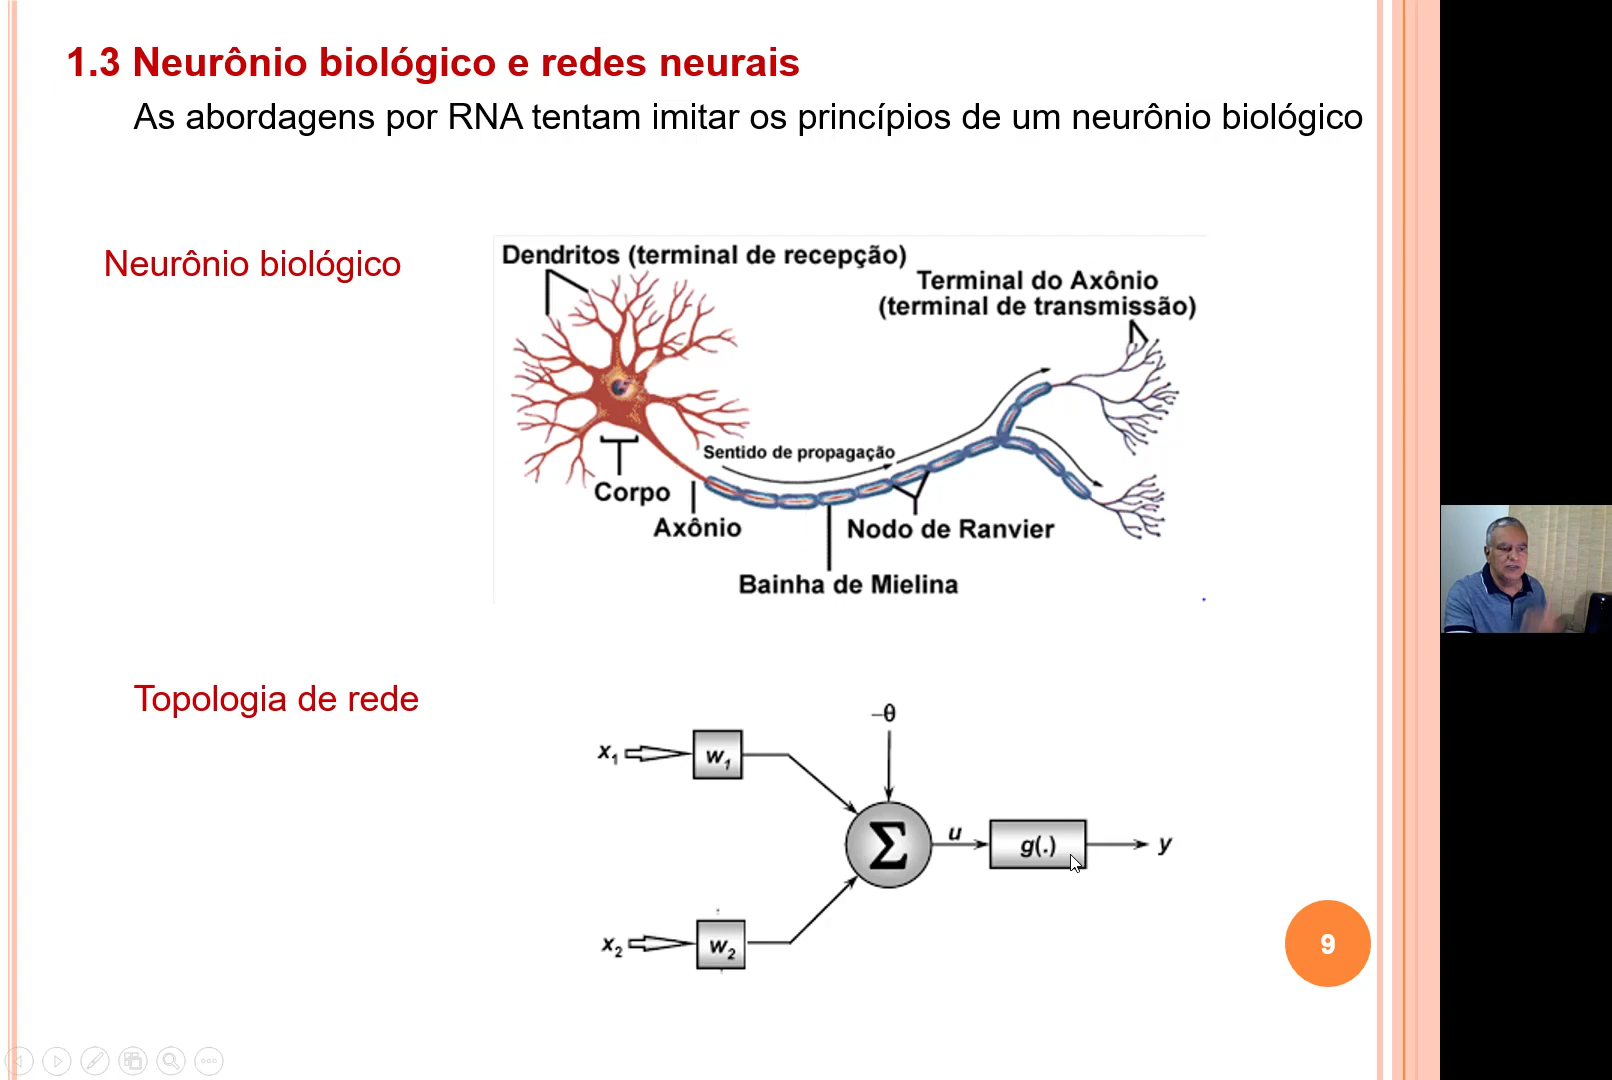 1.3 Neurônio biológico e redes neurais
As abordagens por RNA tentam imitar os princípios de um neurônio biológico
Neurônio biológico
Dendritos (terminal de recepção)
Terminal do Axônio
(terminal de transmissão)
Sentido de propagação
Corpo
Axônio
Nodo de Ranvier
Bainha de Mielina
Topologia de rede
–θ
x1
w1
Σ
u
g(.)
y
x2
w2
9